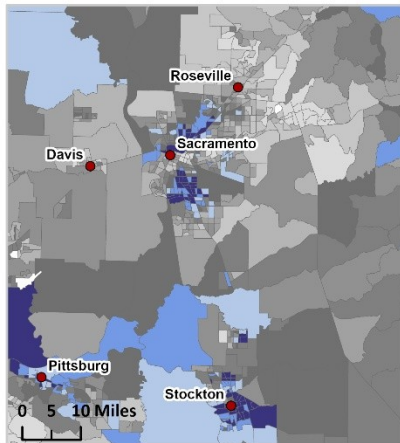 Roseville
Sacramento
Davis
Pittsburg
Stockton
0 5 10 Miles